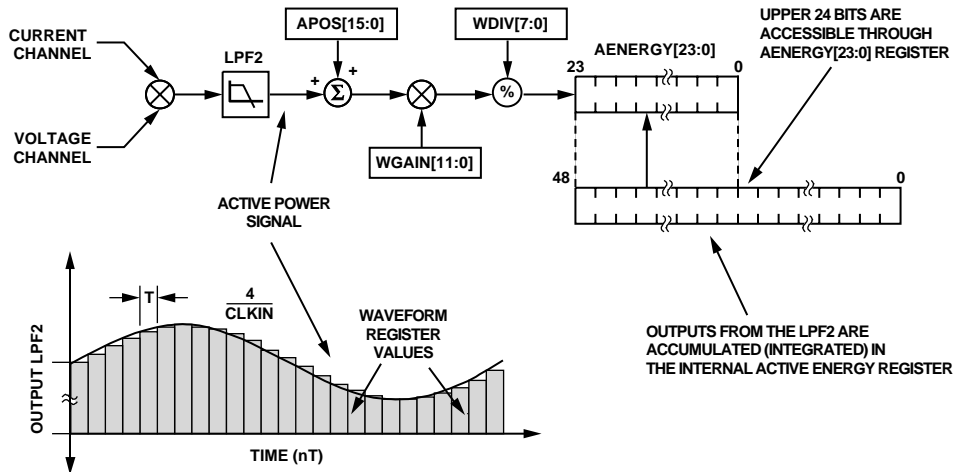 CURRENT
CHANNEL
VOLTAGE
CHANNEL
LPF2
APOS[15:0]
+
+
Σ
WGAIN[11:0]
WDIV[7:0]
%
AENERGY[23:0]
23
0
UPPER 24 BITS ARE
ACCESSIBLE THROUGH
AENERGY[23:0] REGISTER
48
0
ACTIVE POWER
SIGNAL
OUTPUTS FROM THE LPF2 ARE
ACCUMULATED (INTEGRATED) IN
THE INTERNAL ACTIVE ENERGY REGISTER
OUTPUT LPF2
T
4
CLKIN
WAVEFORM
REGISTER
VALUES
TIME (nT)